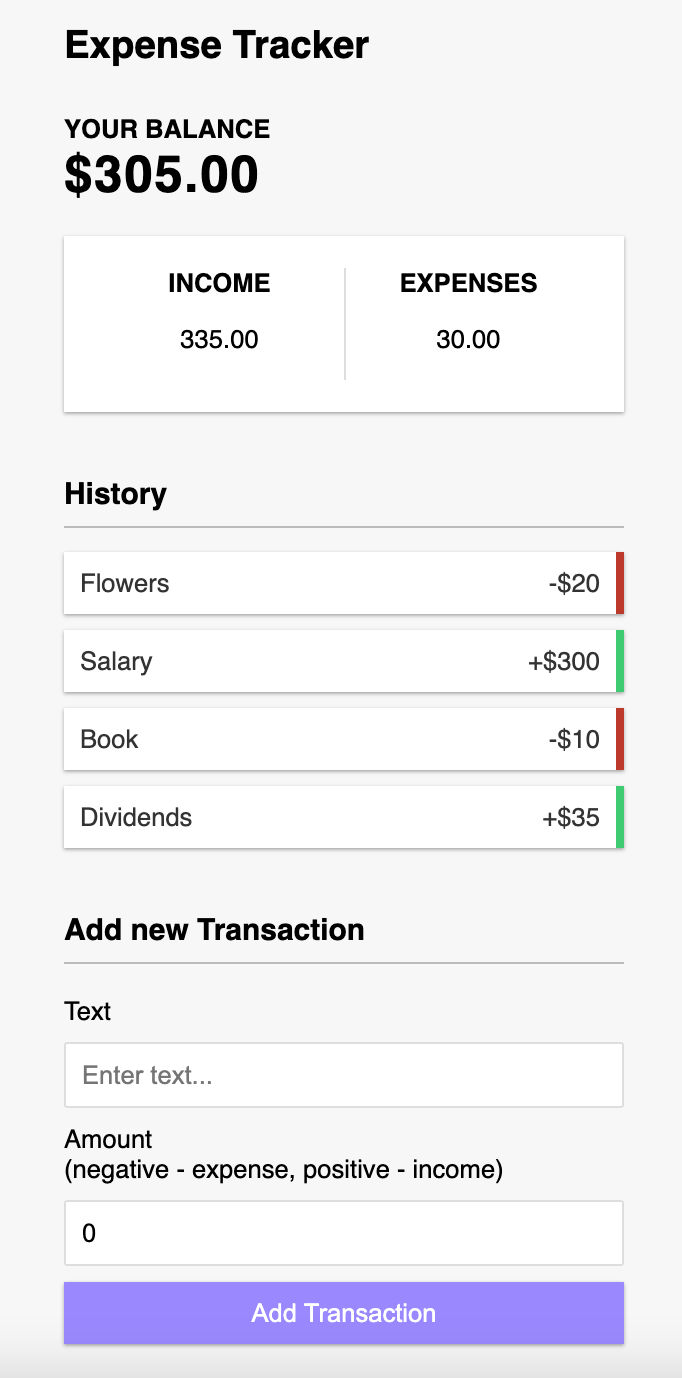 Expense Tracker
YOUR BALANCE
$305.00
INCOME EXPENSES
335.00 30.00
History
Flowers -$20
Salary +$300
Book -$10
Dividends +$35
Add new Transaction
Text
Enter text...
Amount
(negative - expense, positive - income)
0
Add Transaction